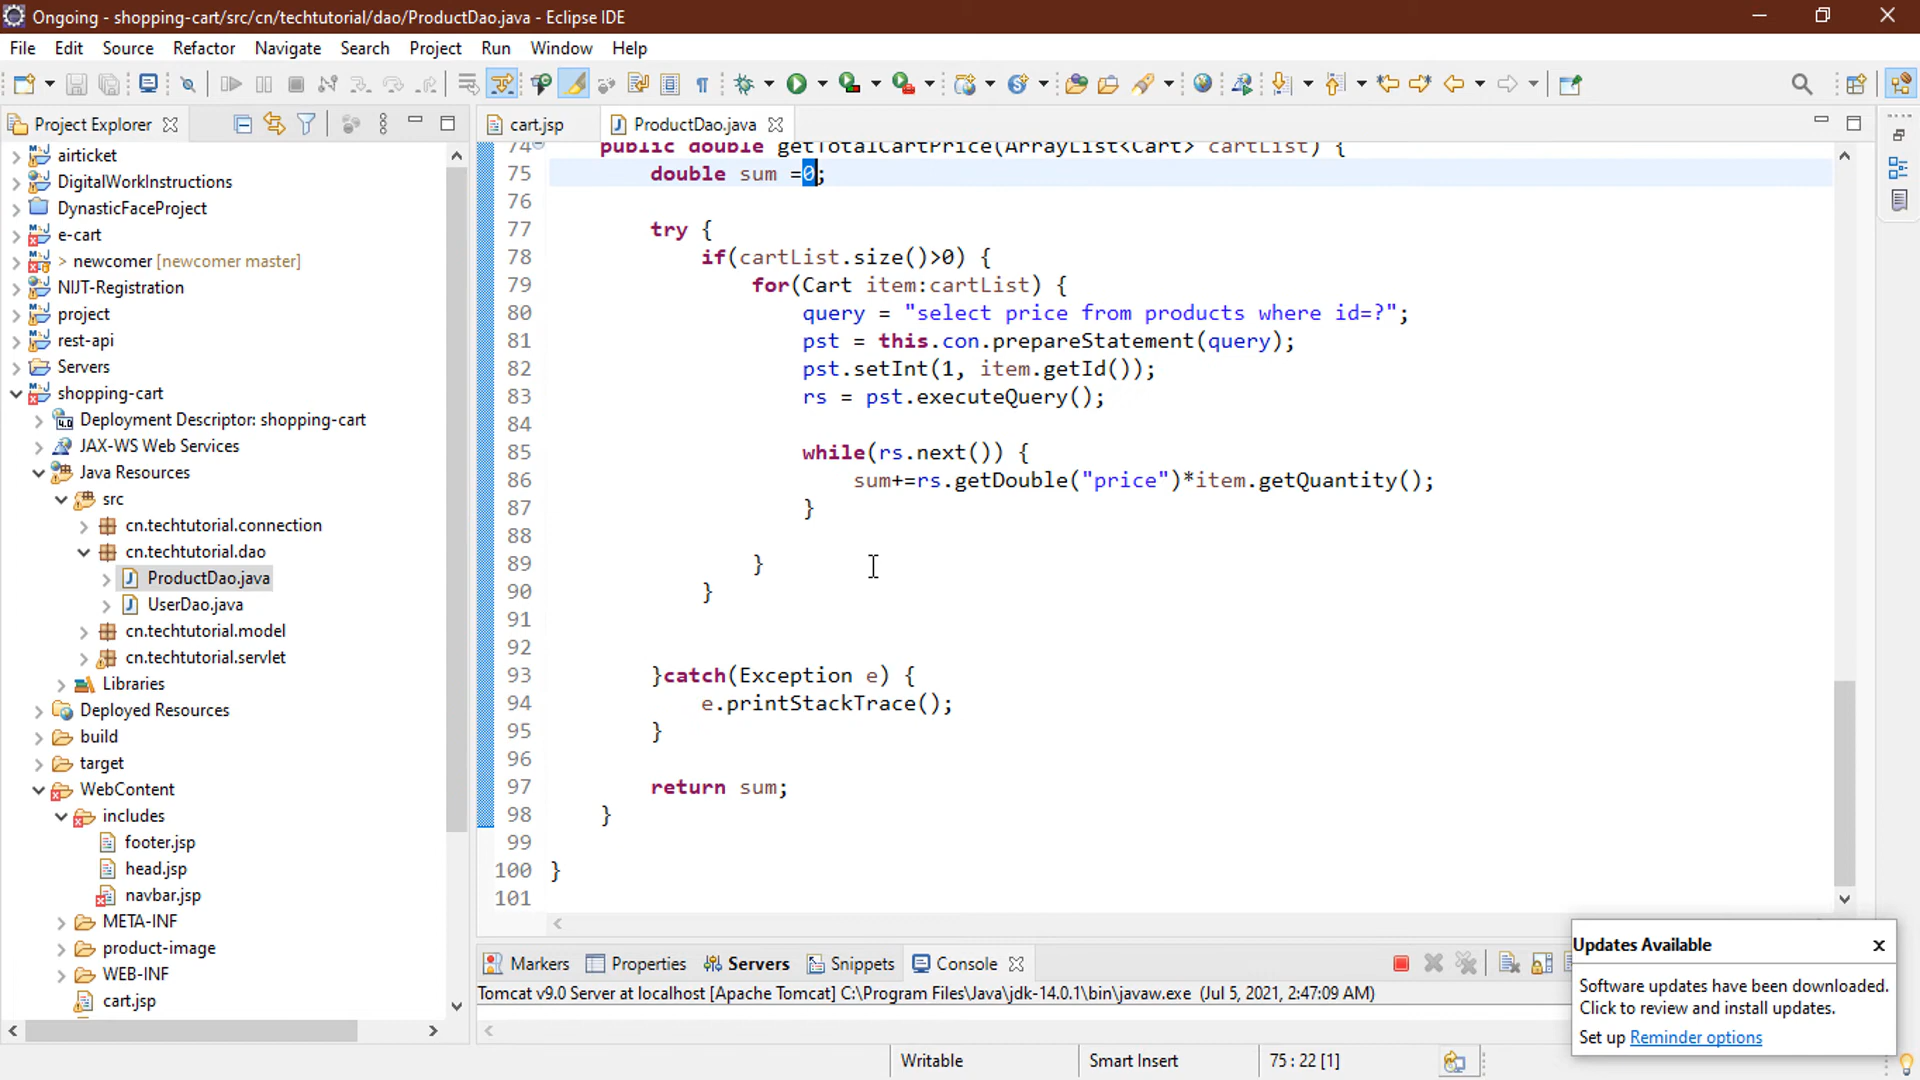 Ongoing - shopping-cart/src/cn/techtutorial/dao/ProductDao.java - Eclipse IDE
File Edit Source Refactor Navigate Search Project Run Window Help
Project Explorer
airticket
DigitalWorkInstructions
DynasticFaceProject
e-cart
> newcomer [newcomer master]
NIJT-Registration
project
rest-api
Servers
shopping-cart
Deployment Descriptor: shopping-cart
JAX-WS Web Services
Java Resources
src
cn.techtutorial.connection
cn.techtutorial.dao
ProductDao.java
UserDao.java
cn.techtutorial.model
cn.techtutorial.servlet
Libraries
Deployed Resources
build
target
WebContent
includes
footer.jsp
head.jsp
navbar.jsp
META-INF
product-image
WEB-INF
cart.jsp
cart.jsp ProductDao.java
74 public double getTotalCartPrice(ArrayList<Cart> cartList) {
75 double sum =0;
76
77 try {
78 if(cartList.size()>0) {
79 for(Cart item:cartList) {
80 query = "select price from products where id=?";
81 pst = this.con.prepareStatement(query);
82 pst.setInt(1, item.getId());
83 rs = pst.executeQuery();
84
85 while(rs.next()) {
86 sum+=rs.getDouble("price")*item.getQuantity();
87 }
88
89 }
90 }
91
92
93 }catch(Exception e) {
94 e.printStackTrace();
95 }
96
97 return sum;
98 }
99
100 }
101
Markers Properties Servers Snippets Console
Tomcat v9.0 Server at localhost [Apache Tomcat] C:\Program Files\Java\jdk-14.0.1\bin\javaw.exe (Jul 5, 2021, 2:47:09 AM)
Updates Available
Software updates have been downloaded.
Click to review and install updates.
Set up Reminder options
Writable Smart Insert 75 : 22 [1]